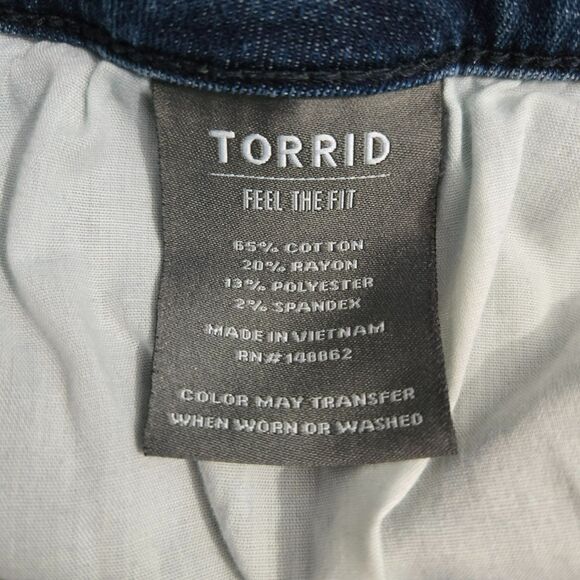 TORRID
FEEL THE FIT
65% COTTON
20% RAYON
13% POLYESTER
2% SPANDEX
MADE IN VIETNAM
RN#148862
COLOR MAY TRANSFER
WHEN WORN OR WASHED